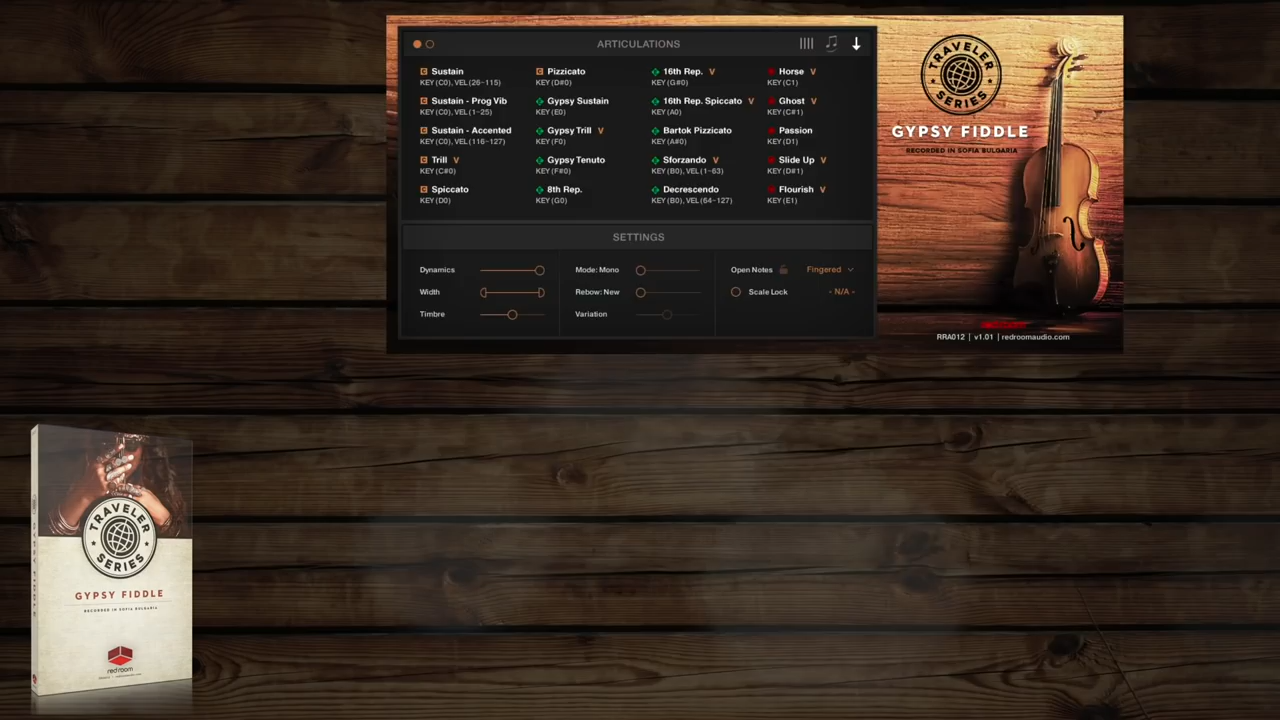 ARTICULATIONS
C Sustain
KEY (C0), VEL (26-115)
C Sustain - Prog Vib
KEY (C0), VEL (1-25)
C Sustain - Accented
KEY (C0), VEL (116-127)
C Trill V
KEY (C#0)
C Spiccato
KEY (D0)
C Pizzicato
KEY (D#0)
Gypsy Sustain
KEY (E0)
Gypsy Trill V
KEY (F0)
Gypsy Tenuto
KEY (F#0)
8th Rep.
KEY (G0)
16th Rep. V
KEY (G#0)
16th Rep. Spiccato V
KEY (A0)
Bartok Pizzicato
KEY (A#0)
Sforzando V
KEY (B0), VEL (1-63)
Decrescendo
KEY (B0), VEL (64-127)
Horse V
KEY (C1)
Ghost V
KEY (C#1)
Passion
KEY (D1)
Slide Up V
KEY (D#1)
Flourish V
KEY (E1)
SETTINGS
Dynamics
Width
Timbre
Mode: Mono
Rebow: New
Variation
Open Notes Fingered
Scale Lock - N/A -
TRAVELER
SERIES
GYPSY FIDDLE
RECORDED IN SOFIA BULGARIA
RRA012 | v1.01 | redroomaudio.com
TRAVELER
SERIES
GYPSY FIDDLE
RECORDED IN SOFIA BULGARIA
redroom
GYPSY FIDDLE